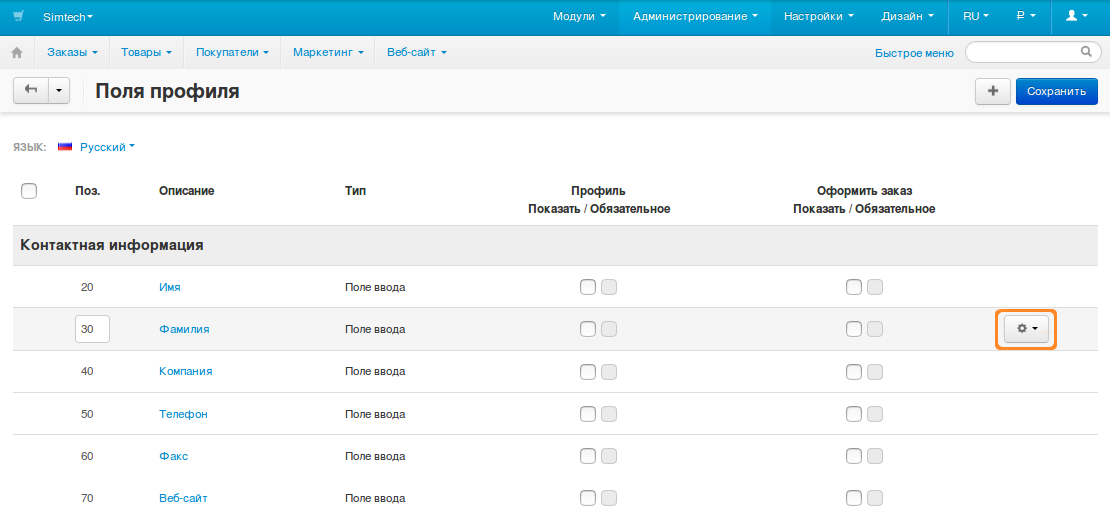 Simtech Модули Администрирование Настройки Дизайн RU ₽
Заказы Товары Покупатели Маркетинг Веб-сайт Быстрое меню
Поля профиля Сохранить
ЯЗЫК: Русский
Поз. Описание Тип Профиль Оформить заказ
Показать / Обязательное Показать / Обязательное
Контактная информация
20 Имя Поле ввода
30 Фамилия Поле ввода
40 Компания Поле ввода
50 Телефон Поле ввода
60 Факс Поле ввода
70 Веб-сайт Поле ввода